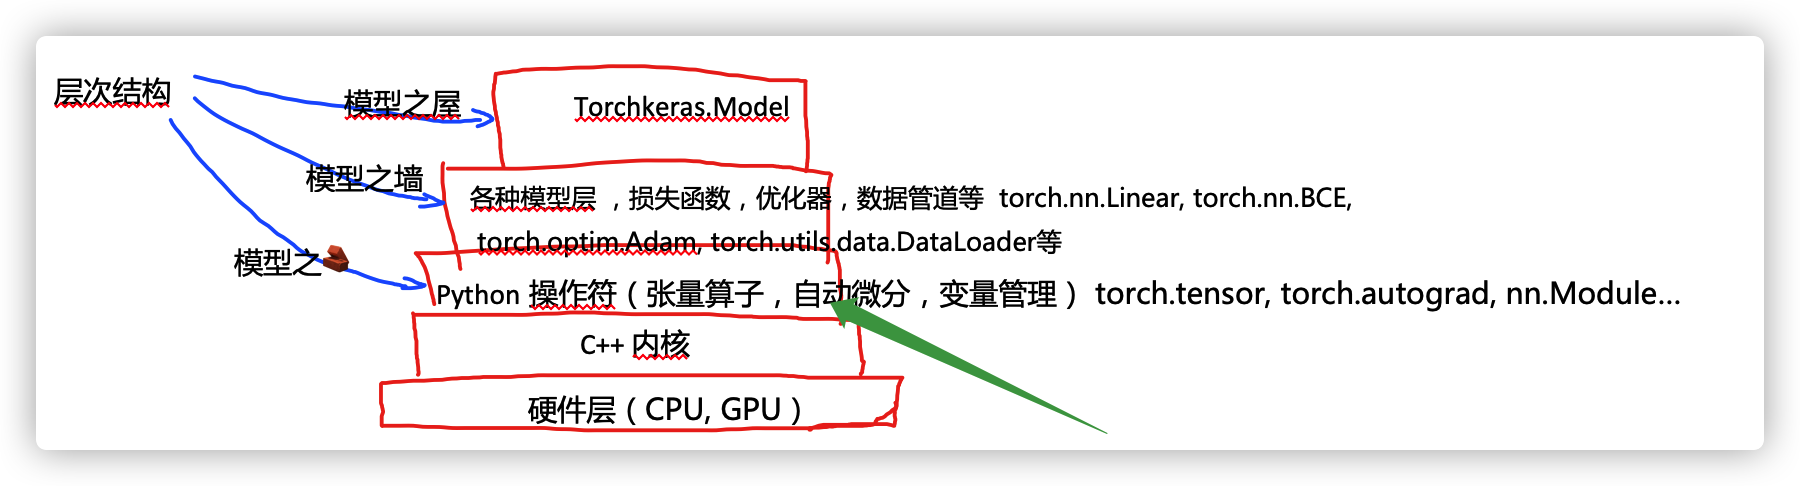 层次结构
模型之屋
Torchkeras.Model
模型之墙
各种模型层，损失函数，优化器，数据管道等 torch.nn.Linear, torch.nn.BCE,
torch.optim.Adam, torch.utils.data.DataLoader等
模型之
Python 操作符（张量算子，自动微分，变量管理） torch.tensor, torch.autograd, nn.Module...
C++ 内核
硬件层（CPU, GPU）